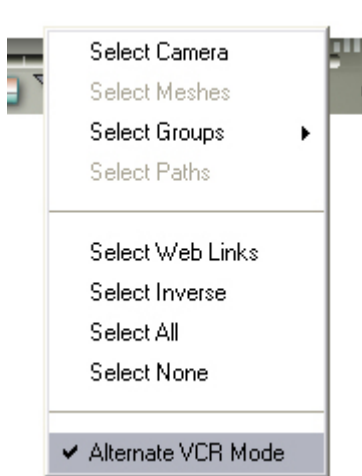 Select Camera
Select Meshes
Select Groups
Select Paths
Select Web Links
Select Inverse
Select All
Select None
Alternate VCR Mode